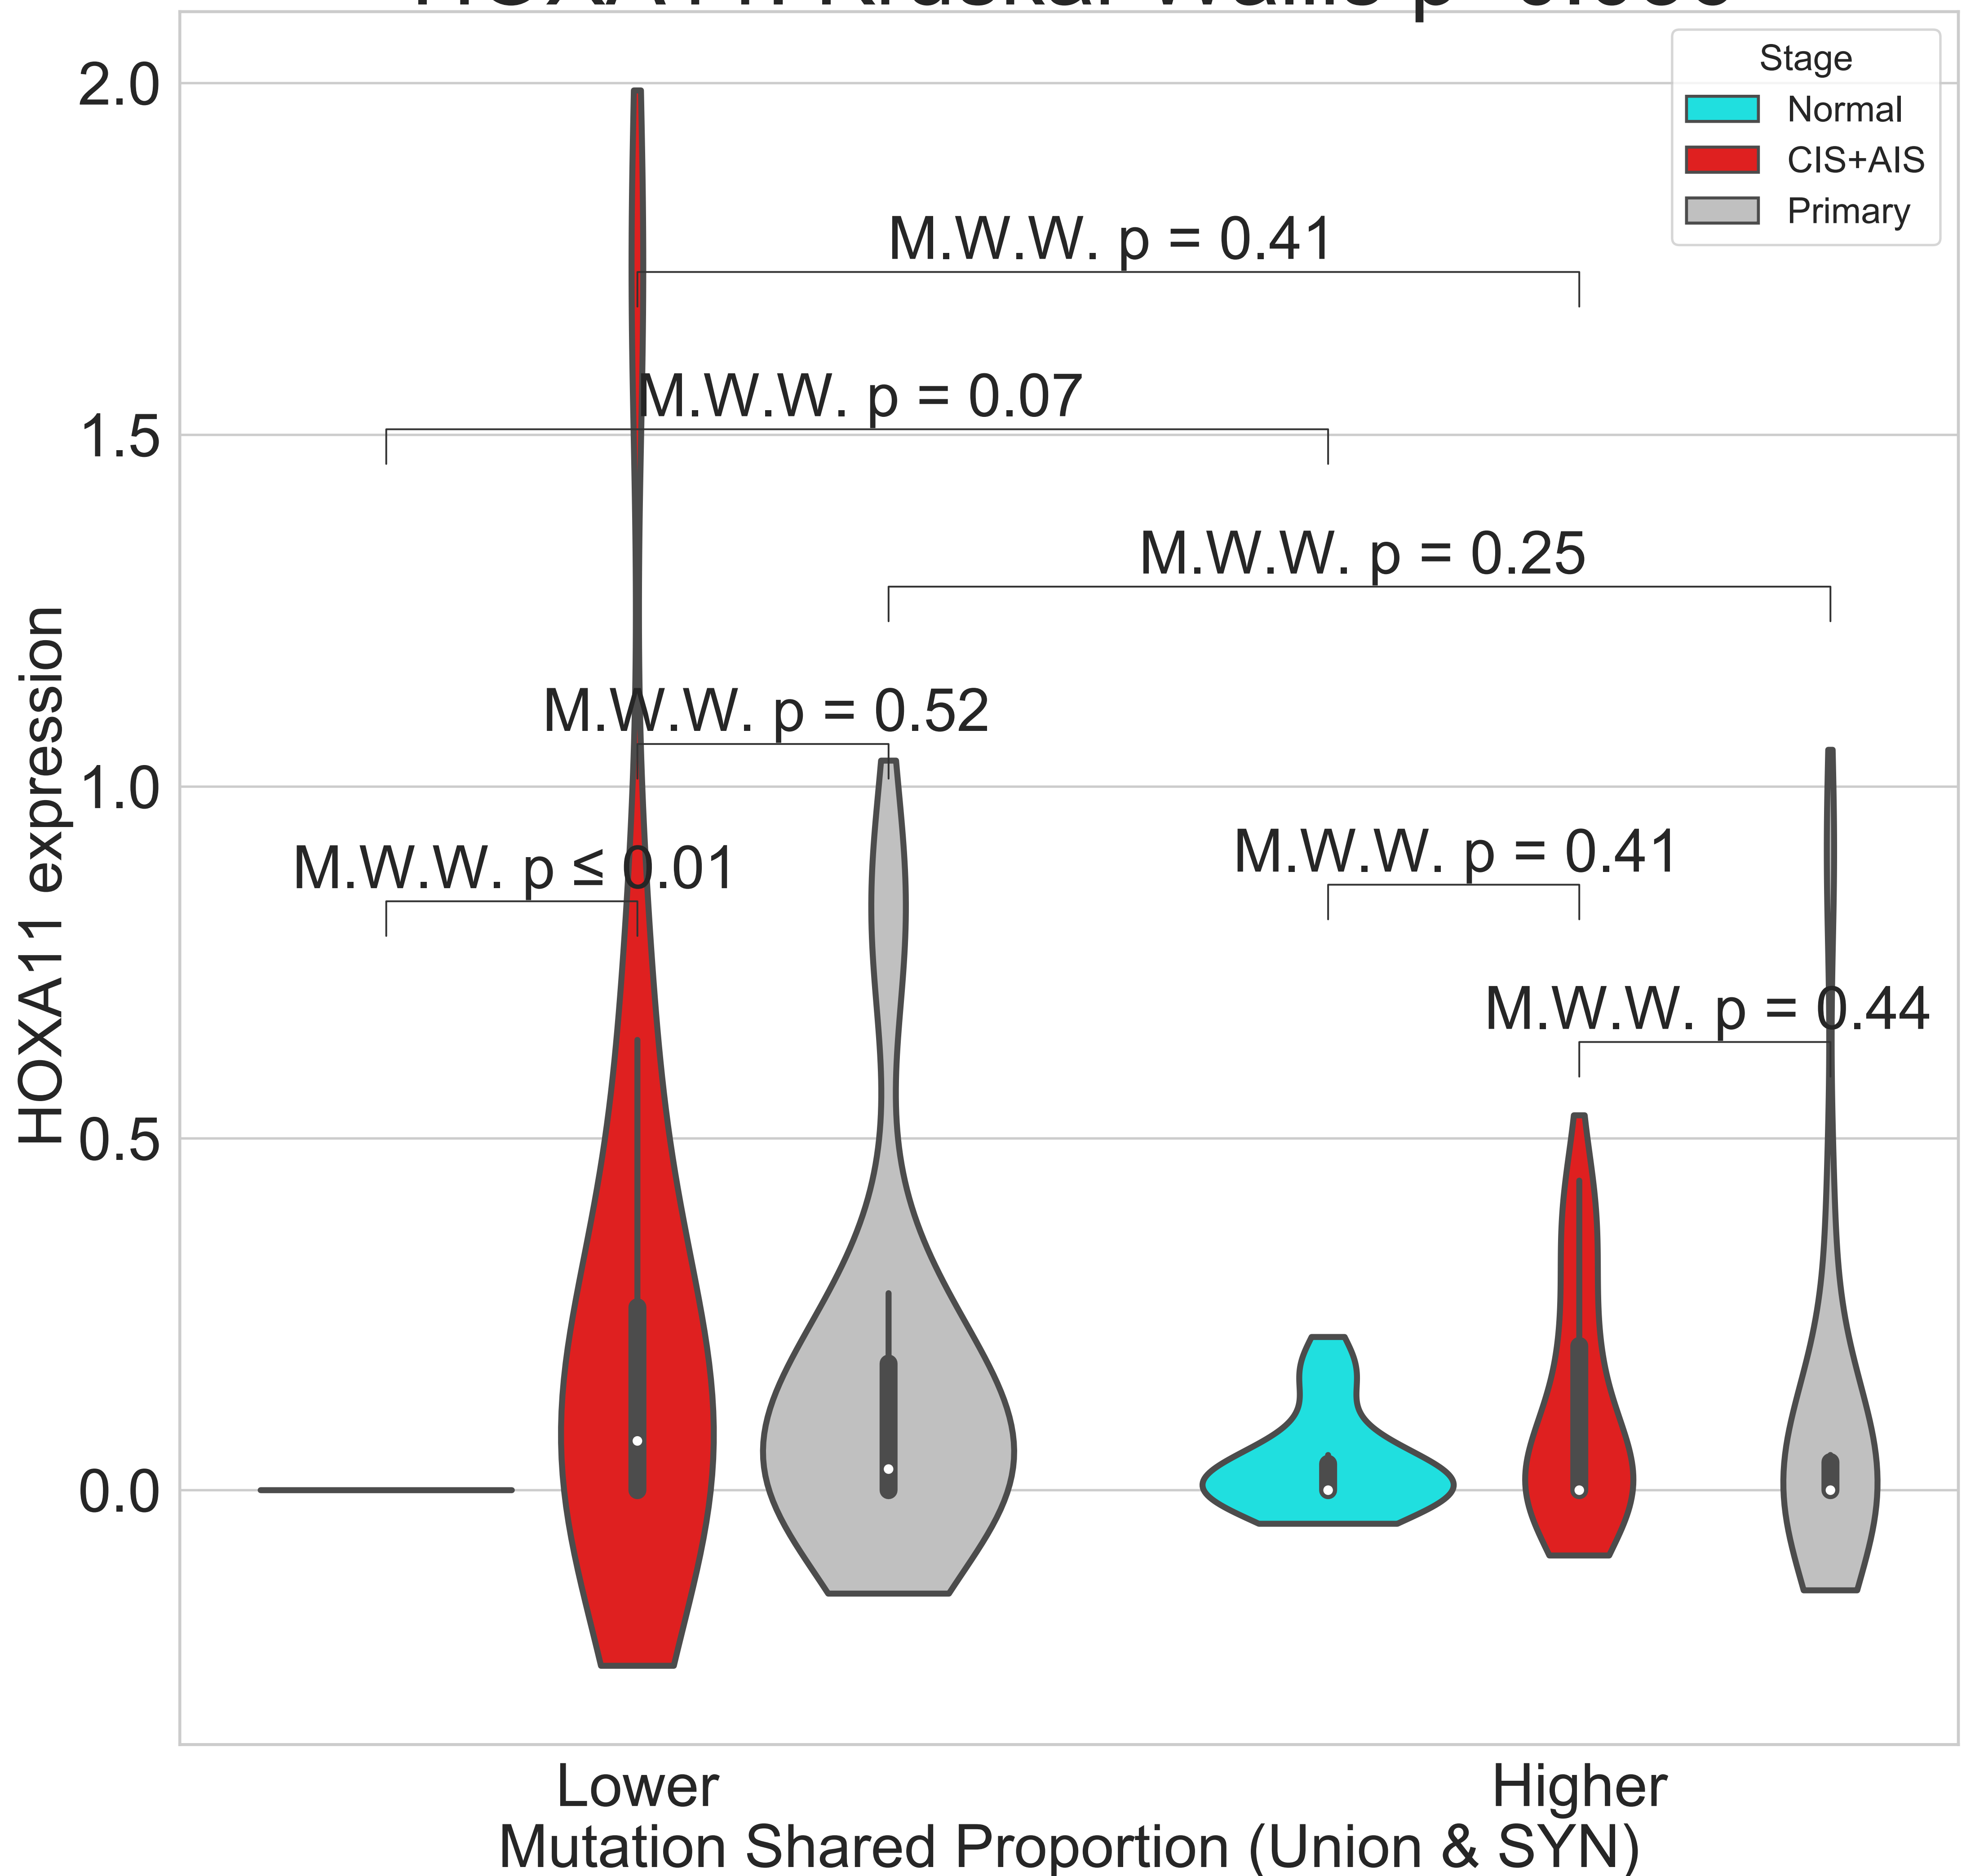 Stage
Normal
CIS+AIS
Primary
2.0
1.5
1.0
0.5
0.0
HOXA11 expression
M.W.W. p = 0.41
M.W.W. p = 0.07
M.W.W. p = 0.25
M.W.W. p = 0.52
M.W.W. p ≤ 0.01
M.W.W. p = 0.41
M.W.W. p = 0.44
Lower
Higher
Mutation Shared Proportion (Union & SYN)